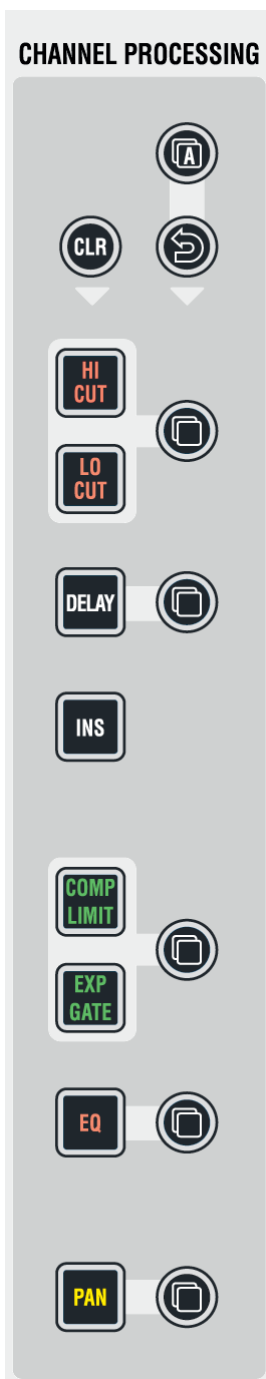 CHANNEL PROCESSING
A
CLR
HI
CUT
LO
CUT
DELAY
INS
COMP
LIMIT
EXP
GATE
EQ
PAN